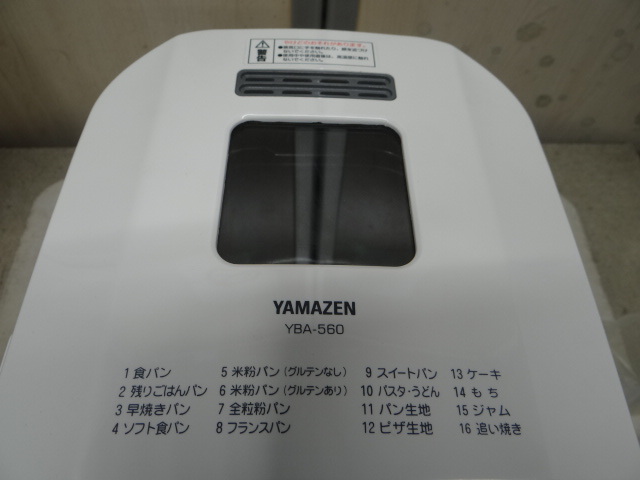 警告
YAMAZEN
YBA-560
1 食パン
2 残りごはんパン
3 早焼きパン
4 ソフト食パン
5 米粉パン（グルテンなし）
6 米粉パン（グルテンあり）
7 全粒粉パン
8 フランスパン
9 スイートパン
10 パスタ・うどん
11 パン生地
12 ピザ生地
13 ケーキ
14 もち
15 ジャム
16 追い焼き